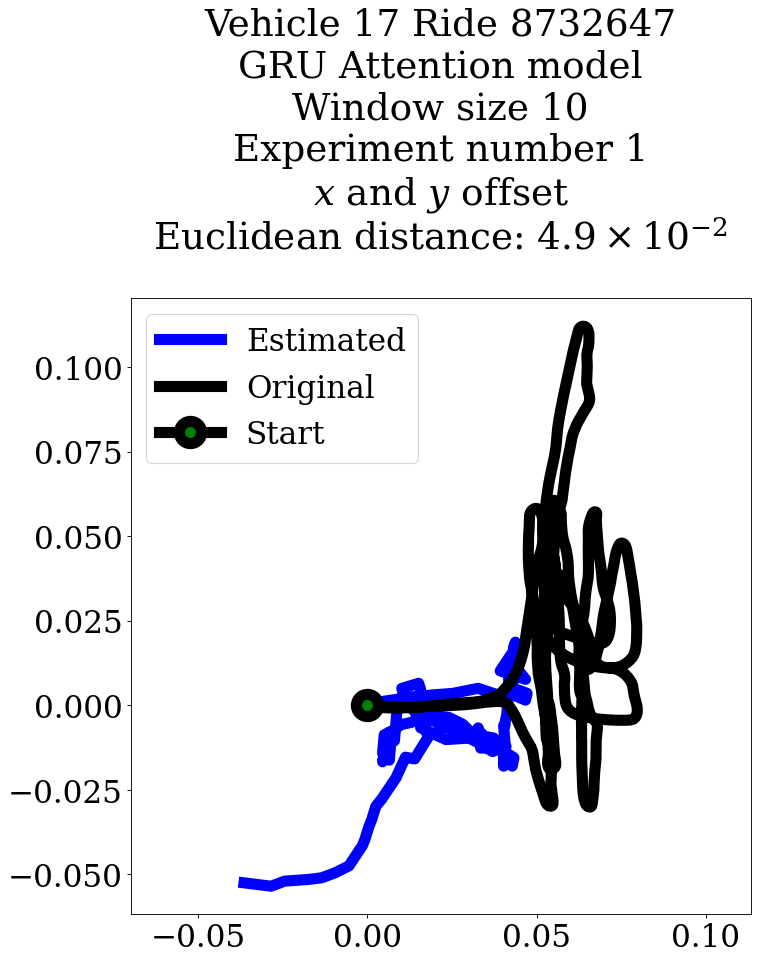 Vehicle 17 Ride 8732647
GRU Attention model
Window size 10
Experiment number 1
x and y offset
Euclidean distance: 4.9 × 10⁻²
Estimated
Original
Start
0.100
0.075
0.050
0.025
0.000
−0.025
−0.050
−0.05 0.00 0.05 0.10